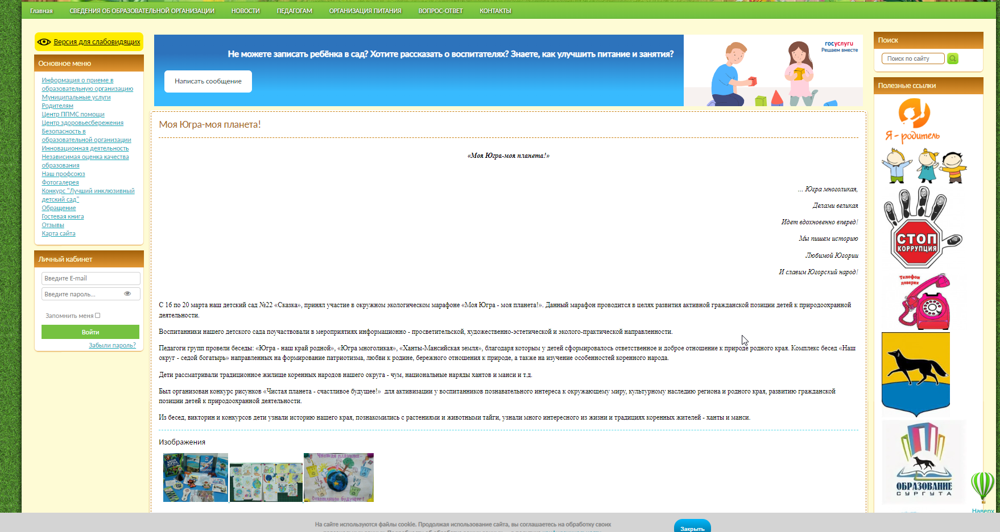 Главная
СВЕДЕНИЯ ОБ ОБРАЗОВАТЕЛЬНОЙ ОРГАНИЗАЦИИ
НОВОСТИ
ПЕДАГОГАМ
ОРГАНИЗАЦИЯ ПИТАНИЯ
ВОПРОС-ОТВЕТ
КОНТАКТЫ
Версия для слабовидящих
Основное меню
Информация о приеме в
образовательную организацию
Муниципальные услуги
Родителям
Центр ППМС помощи
Центр здоровьесбережения
Безопасность в
образовательной организации
Инновационная деятельность
Независимая оценка качества
образования
Наш профсоюз
Фотогалерея
Конкурс "Лучший инклюзивный
детский сад"
Обращение
Гостевая книга
Отзывы
Карта сайта
Личный кабинет
Введите E-mail
Введите пароль...
Запомнить меня
Войти
Забыли пароль?
Не можете записать ребёнка в сад? Хотите рассказать о воспитателях? Знаете, как улучшить питание и занятия?
Написать сообщение
госуслуги
Решаем вместе
Моя Югра-моя планета!
«Моя Югра-моя планета!»
... Югра многоликая,
Делами великая
Идет вдохновенно вперед!
Мы пишем историю
Любимой Югории
И славим Югорский народ!
С 16 по 20 марта наш детский сад №22 «Сказка», принял участие в окружном экологическом марафоне «Моя Югра - моя планета!». Данный марафон проводится в целях развития активной гражданской позиции детей к природоохранной
деятельности.
Воспитанники нашего детского сада поучаствовали в мероприятиях информационно - просветительской, художественно-эстетической и эколого-практической направленности.
Педагоги групп провели беседы: «Югра - наш край родной», «Югра многоликая», «Ханты-Мансийская земля», благодаря которым у детей сформировалось ответственное и доброе отношение к природе родного края. Комплекс бесед «Наш
округ - седой богатырь» направленных на формирование патриотизма, любви к родине, бережного отношения к природе, а также на изучение особенностей коренного народа.
Дети рассматривали традиционное жилище коренных народов нашего округа - чум, национальные наряды хантов и манси и т.д.
Был организован конкурс рисунков «Чистая планета - счастливое будущее!»  для активизации у воспитанников познавательного интереса к окружающему миру, культурному наследию региона и родного края, развитию гражданской
позиции детей к природоохранной деятельности.
Из бесед, викторин и конкурсов дети узнали историю нашего края, познакомились с растениями и животными тайги, узнали много интересного из жизни и традициях коренных жителей - ханты и манси.
Изображения
Чистая планета-
Счастливое будущее!
Поиск
Поиск по сайту
Полезные ссылки
Я - родитель
СТОП
КОРРУПЦИЯ
Телефон
доверия
ОБРАЗОВАНИЕ
СУРГУТА
Наверх
На сайте используются файлы cookie. Продолжая использование сайта, вы соглашаетесь на обработку своих
Закрыть